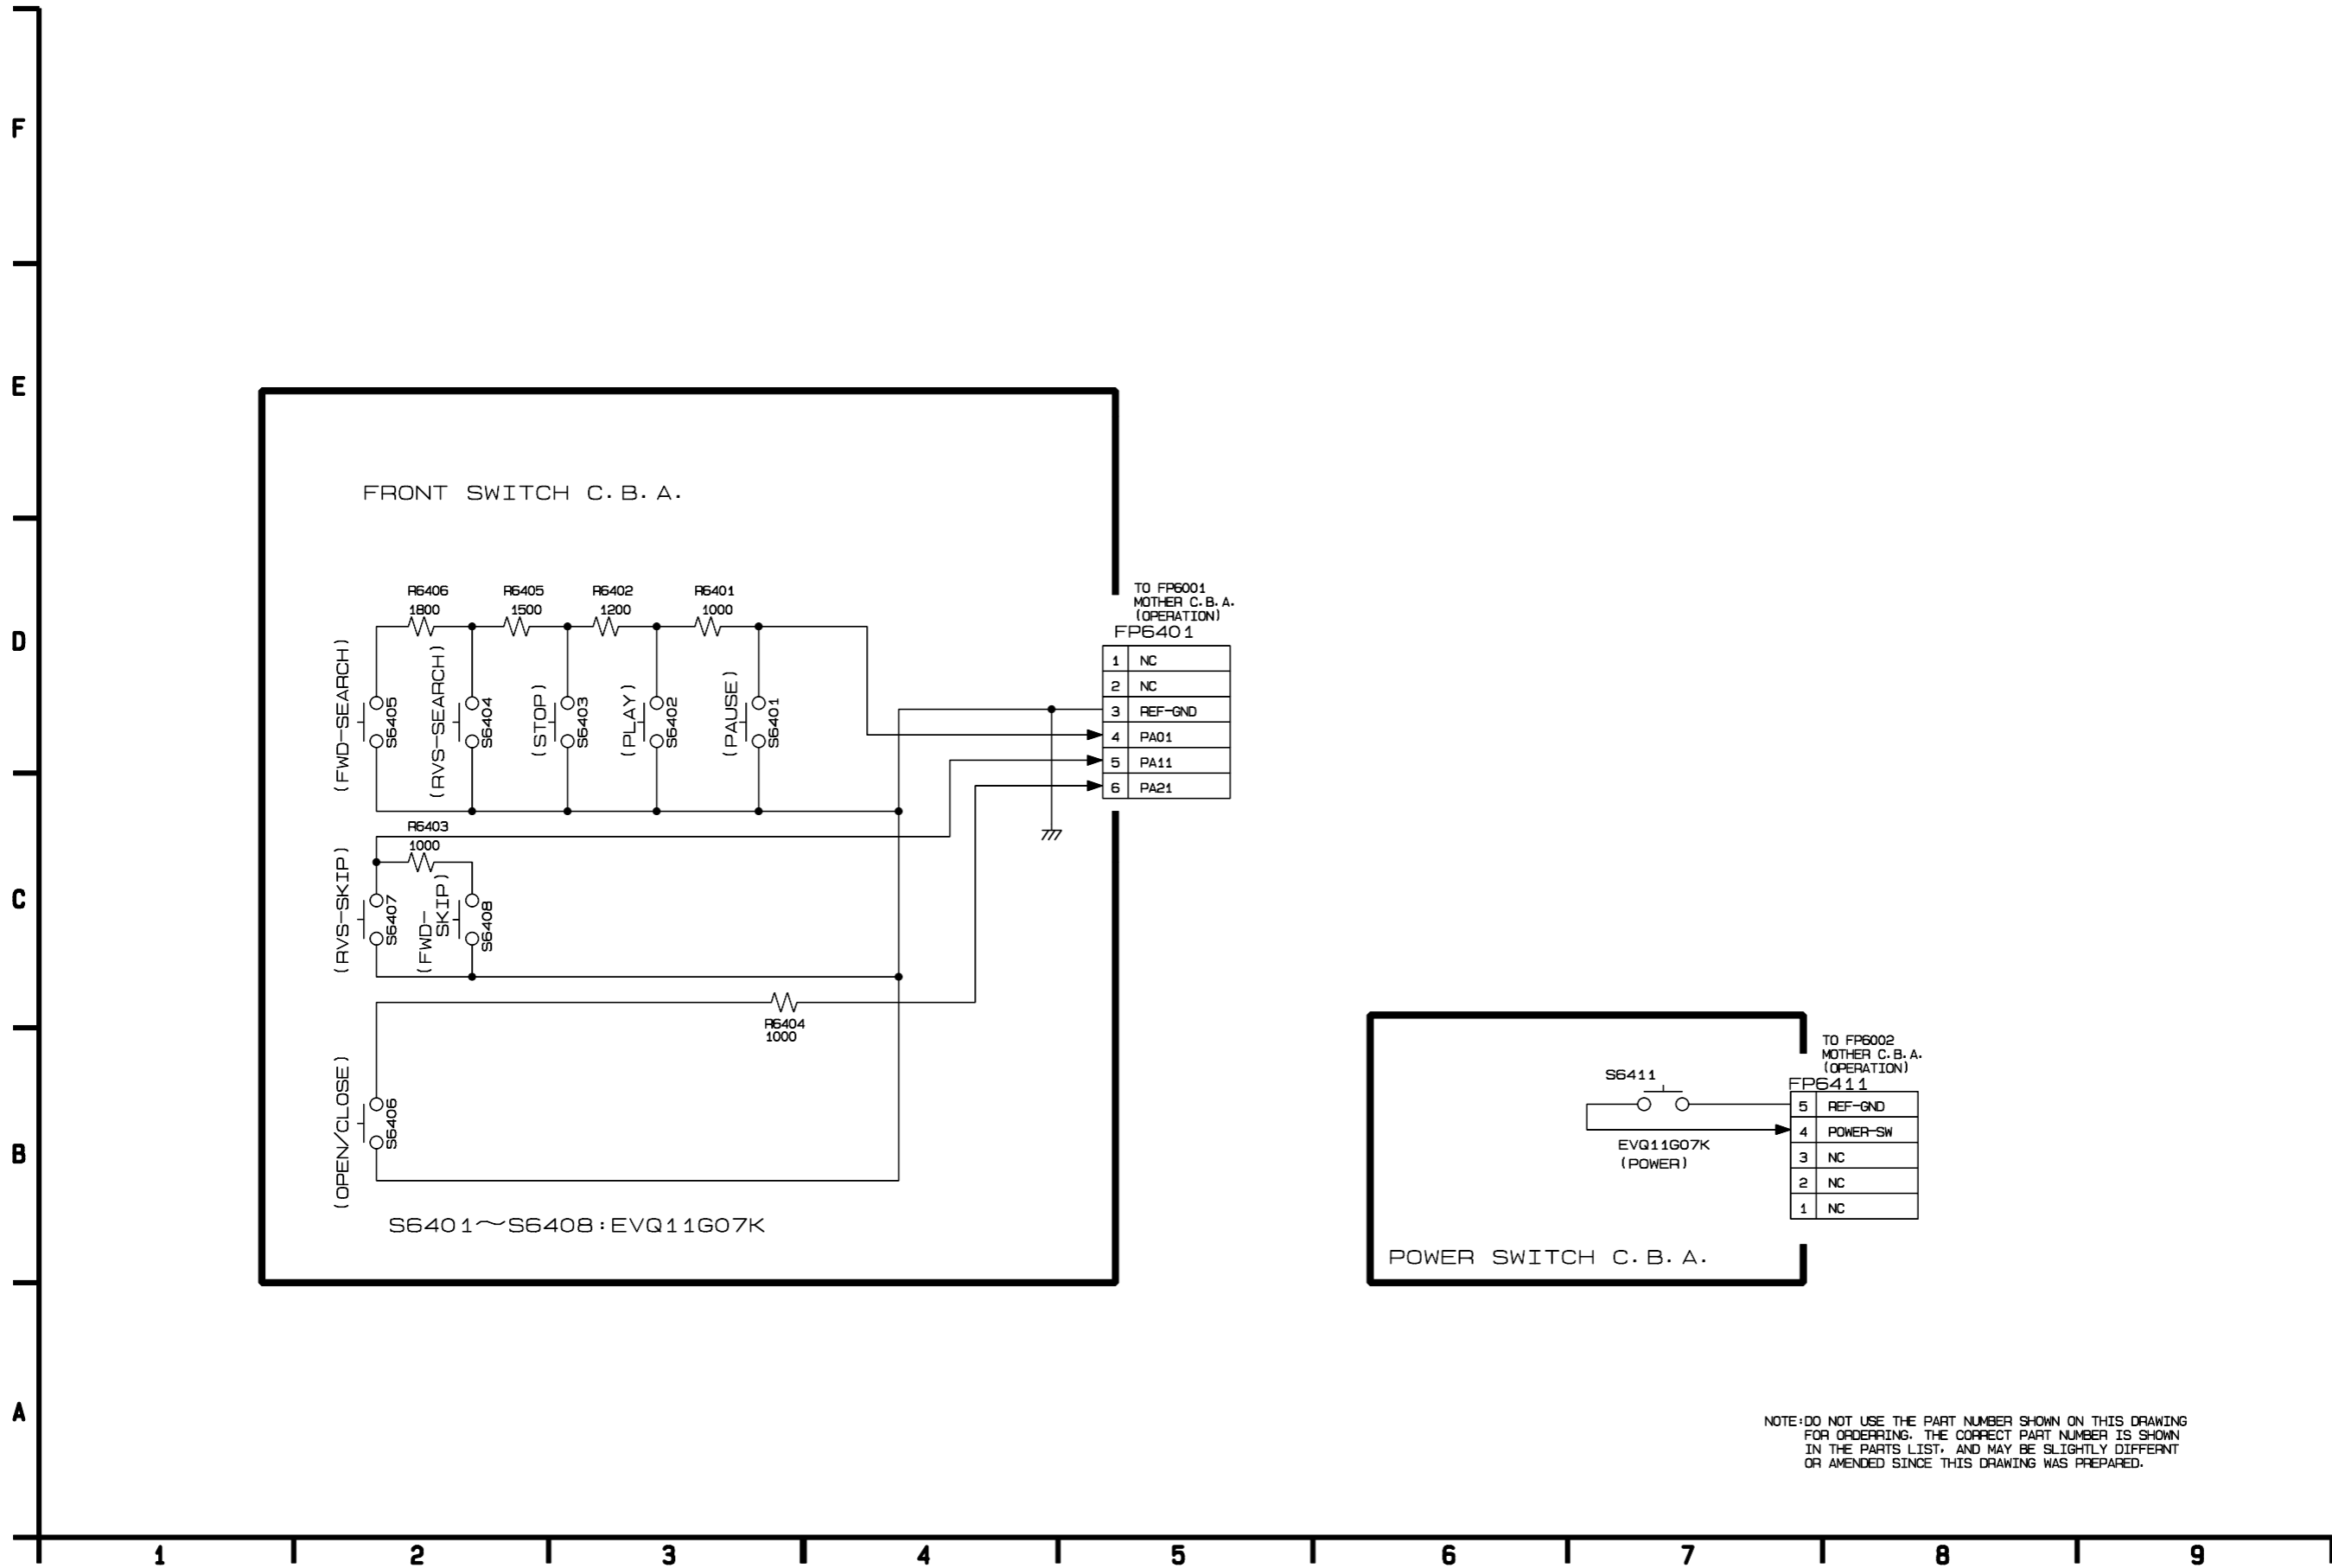 F
E
D
C
B
A
FRONT SWITCH C.B.A.
R6406
1800
R6405
1500
R6402
1200
R6401
1000
(FWD-SEARCH)
S6405
(RVS-SEARCH)
S6404
(STOP)
S6403
(PLAY)
S6402
(PAUSE)
S6401
TO FP6001
MOTHER C.B.A.
(OPERATION)
FP6401
1 NC
2 NC
3 REF-GND
4 PA01
5 PA11
6 PA21
R6403
1000
(RVS-SKIP)
S6407
(FWD-
SKIP)
S6408
R6404
1000
(OPEN/CLOSE)
S6406
S6401～S6408:EVQ11G07K
TO FP6002
MOTHER C.B.A.
(OPERATION)
FP6411
5 REF-GND
4 POWER-SW
3 NC
2 NC
1 NC
S6411
EVQ11G07K
(POWER)
POWER SWITCH C.B.A.
NOTE:DO NOT USE THE PART NUMBER SHOWN ON THIS DRAWING
FOR ORDERRING. THE CORRECT PART NUMBER IS SHOWN
IN THE PARTS LIST, AND MAY BE SLIGHTLY DIFFERNT
OR AMENDED SINCE THIS DRAWING WAS PREPARED.
1 2 3 4 5 6 7 8 9